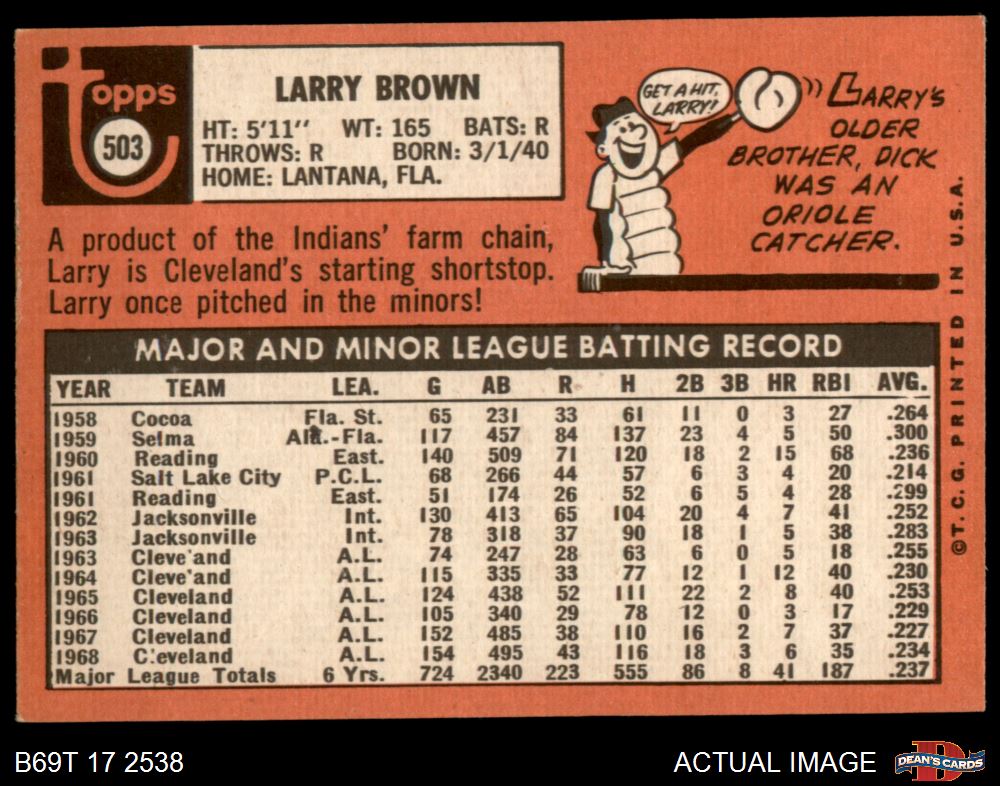 topps
503
LARRY BROWN
HT: 5'11" WT: 165 BATS: R
THROWS: R BORN: 3/1/40
HOME: LANTANA, FLA.
GET A HIT,
LARRY!
LARRY'S
OLDER
BROTHER, DICK
WAS AN
ORIOLE
CATCHER.
A product of the Indians' farm chain,
Larry is Cleveland's starting shortstop.
Larry once pitched in the minors!
MAJOR AND MINOR LEAGUE BATTING RECORD
YEAR TEAM LEA. G AB R H 2B 3B HR RBI AVG.
1958 Cocoa Fla. St. 65 231 33 61 11 0 3 27 .264
1959 Selma Ala.-Fla. 117 457 84 137 23 4 5 50 .300
1960 Reading East. 140 509 71 120 18 2 15 68 .236
1961 Salt Lake City P.C.L. 68 266 44 57 6 3 4 20 .214
1961 Reading East. 51 174 26 52 6 5 4 28 .299
1962 Jacksonville Int. 130 413 65 104 20 4 7 41 .252
1963 Jacksonville Int. 78 318 37 90 18 1 5 38 .283
1963 Cleveland A.L. 74 247 28 63 6 0 5 18 .255
1964 Cleveland A.L. 115 335 33 77 12 1 12 40 .230
1965 Cleveland A.L. 124 438 52 111 22 2 8 40 .253
1966 Cleveland A.L. 105 340 29 78 12 0 3 17 .229
1967 Cleveland A.L. 152 485 38 110 16 2 7 37 .227
1968 Cleveland A.L. 154 495 43 116 18 3 6 35 .234
Major League Totals 6 Yrs. 724 2340 223 555 86 8 41 187 .237
©T.C.G. PRINTED IN U.S.A.
B69T 17 2538
ACTUAL IMAGE
D
DEAN'S CARDS